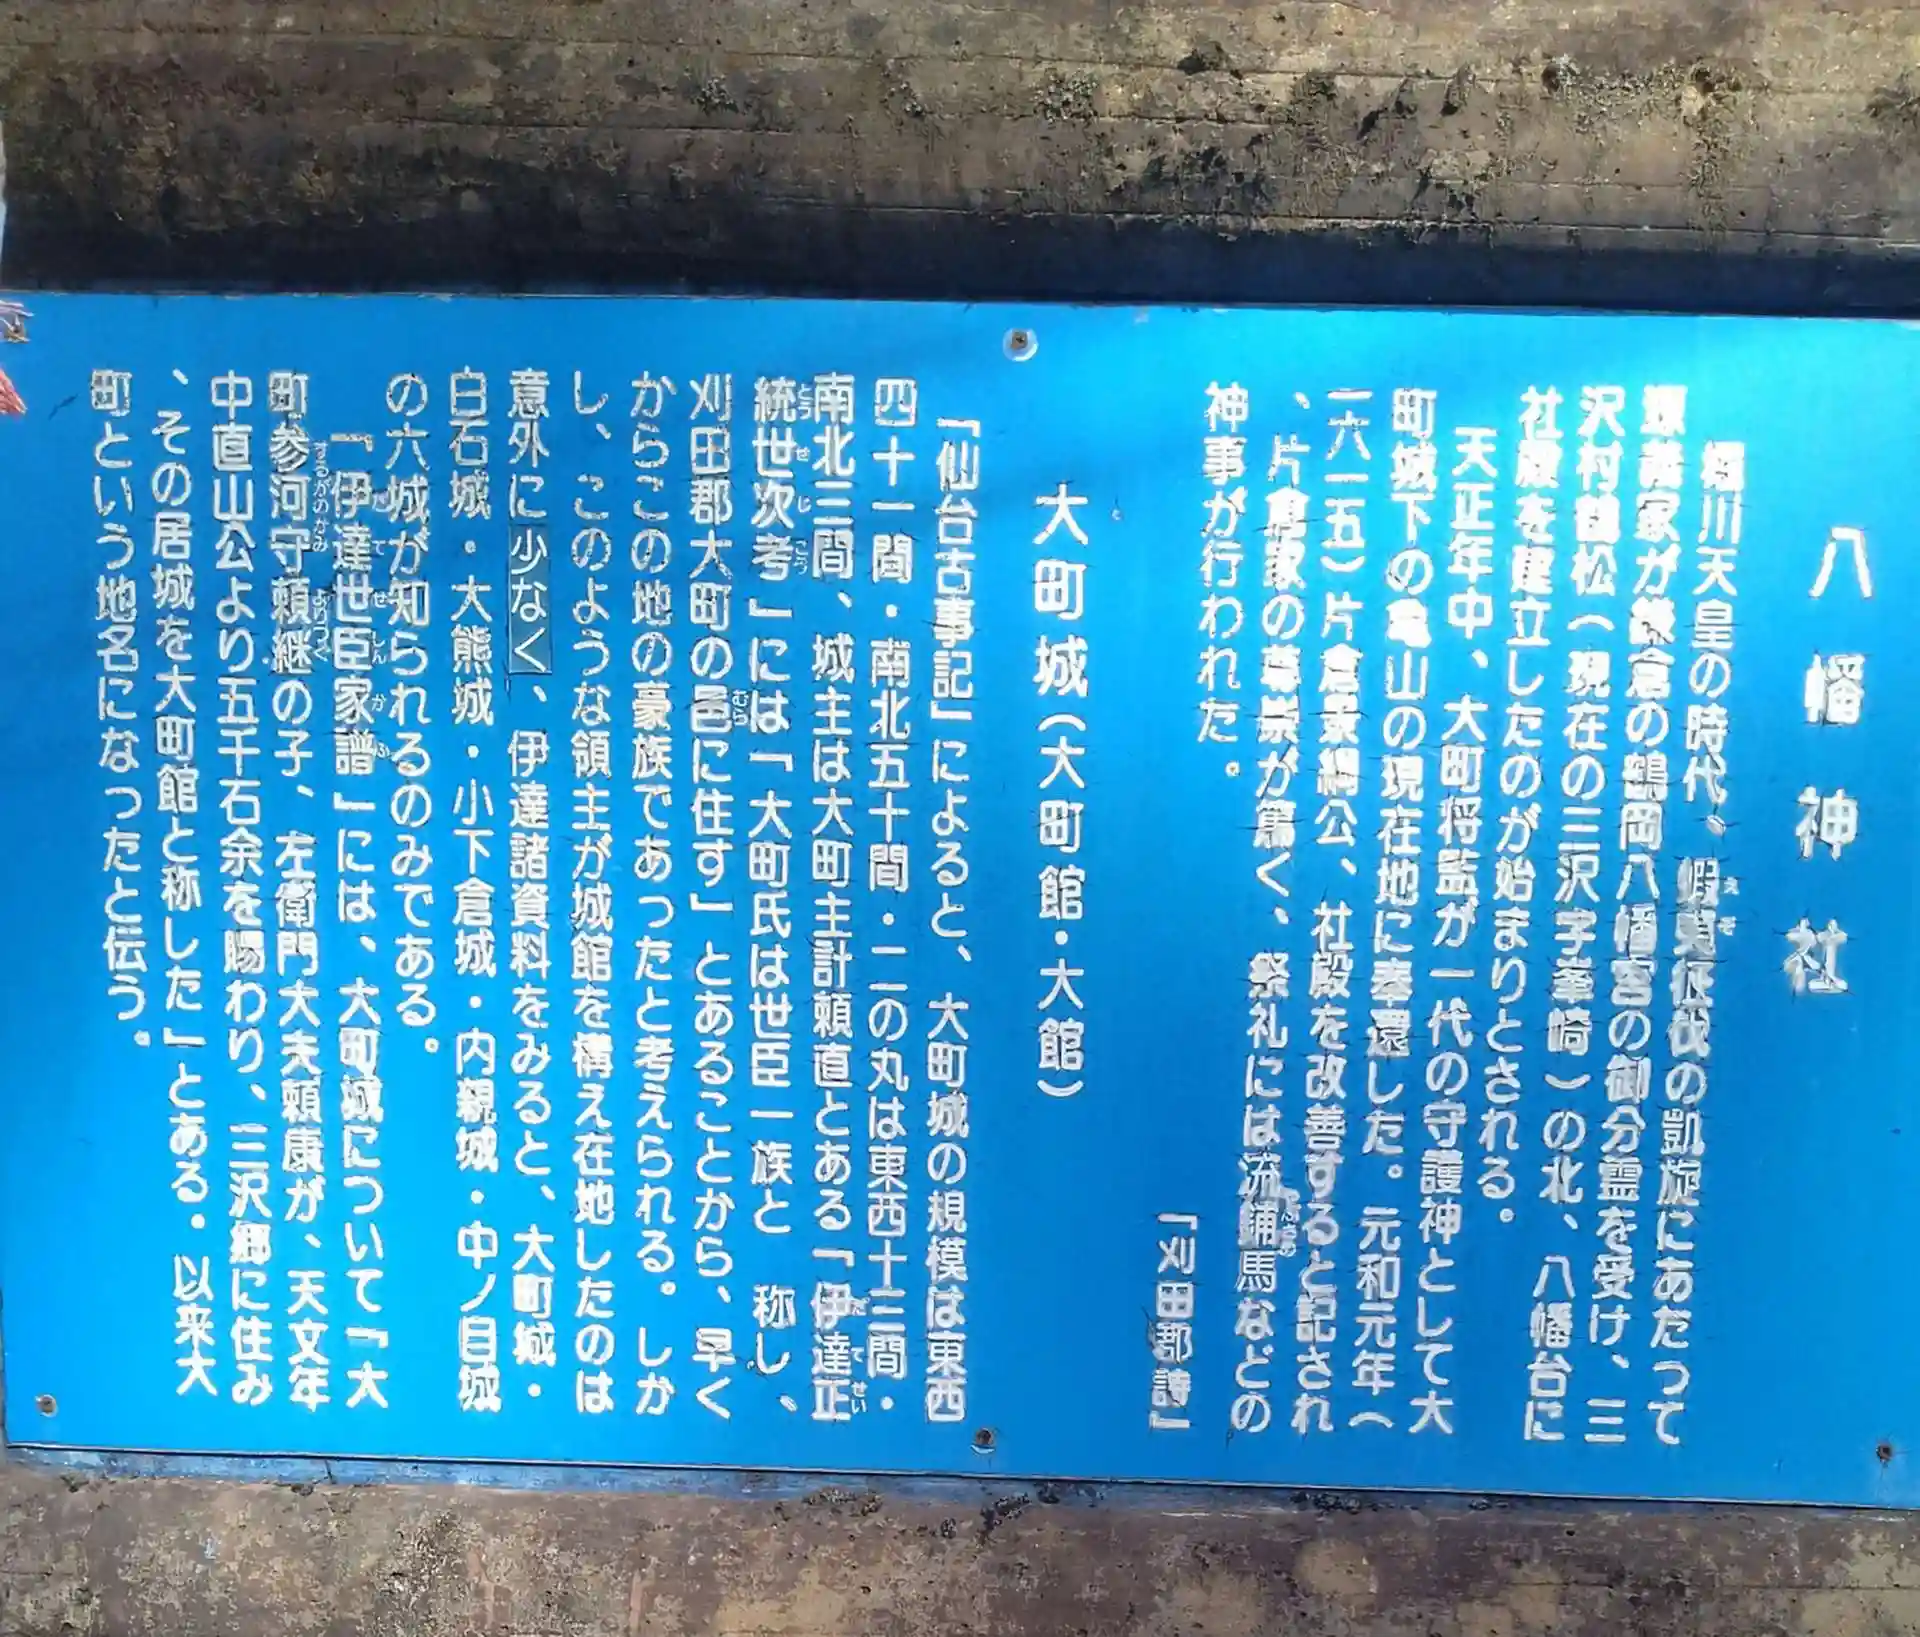 八幡神社
堀川天皇の時代、蝦夷征伐の凱旋にあたって
源義家が鎌倉の鶴岡八幡宮の御分霊を受け、三
沢村鶴松(現在の三沢字峯崎)の北、八幡台に
社殿を建立したのが始まりとされる。
天正年中、大町将監が一代の守護神として大
町城下の亀山の現在地に奉還した。元和元年(
一六一五)片倉景綱公、社殿を改善すると記され
、片倉家の尊崇が篤く、祭礼には流鏑馬などの
神事が行われた。
『刈田郡誌』
大町城(大町館・大館)
「仙台古事記」によると、大町城の規模は東西
四十一間・南北五十間・二の丸は東西十三間・
南北三間、城主は大町主計頼直とある「伊達正
統世次考」には「大町氏は世臣一族と 称し、
刈田郡大町の邑に住す」とあることから、早く
からこの地の豪族であったと考えられる。しか
し、このような領主が城館を構え在地したのは
意外に少なく、伊達諸資料をみると、大町城・
白石城・大熊城・小下倉城・内親城・中ノ目城
の六城が知られるのみである。
「伊達世臣家譜」には、大町城について「大
町参河守頼継の子、左衛門大夫頼康が、天文年
中直山公より五千石余を賜わり、三沢郷に住み
、その居城を大町館と称した」とある。以来大
町という地名になったと伝う。